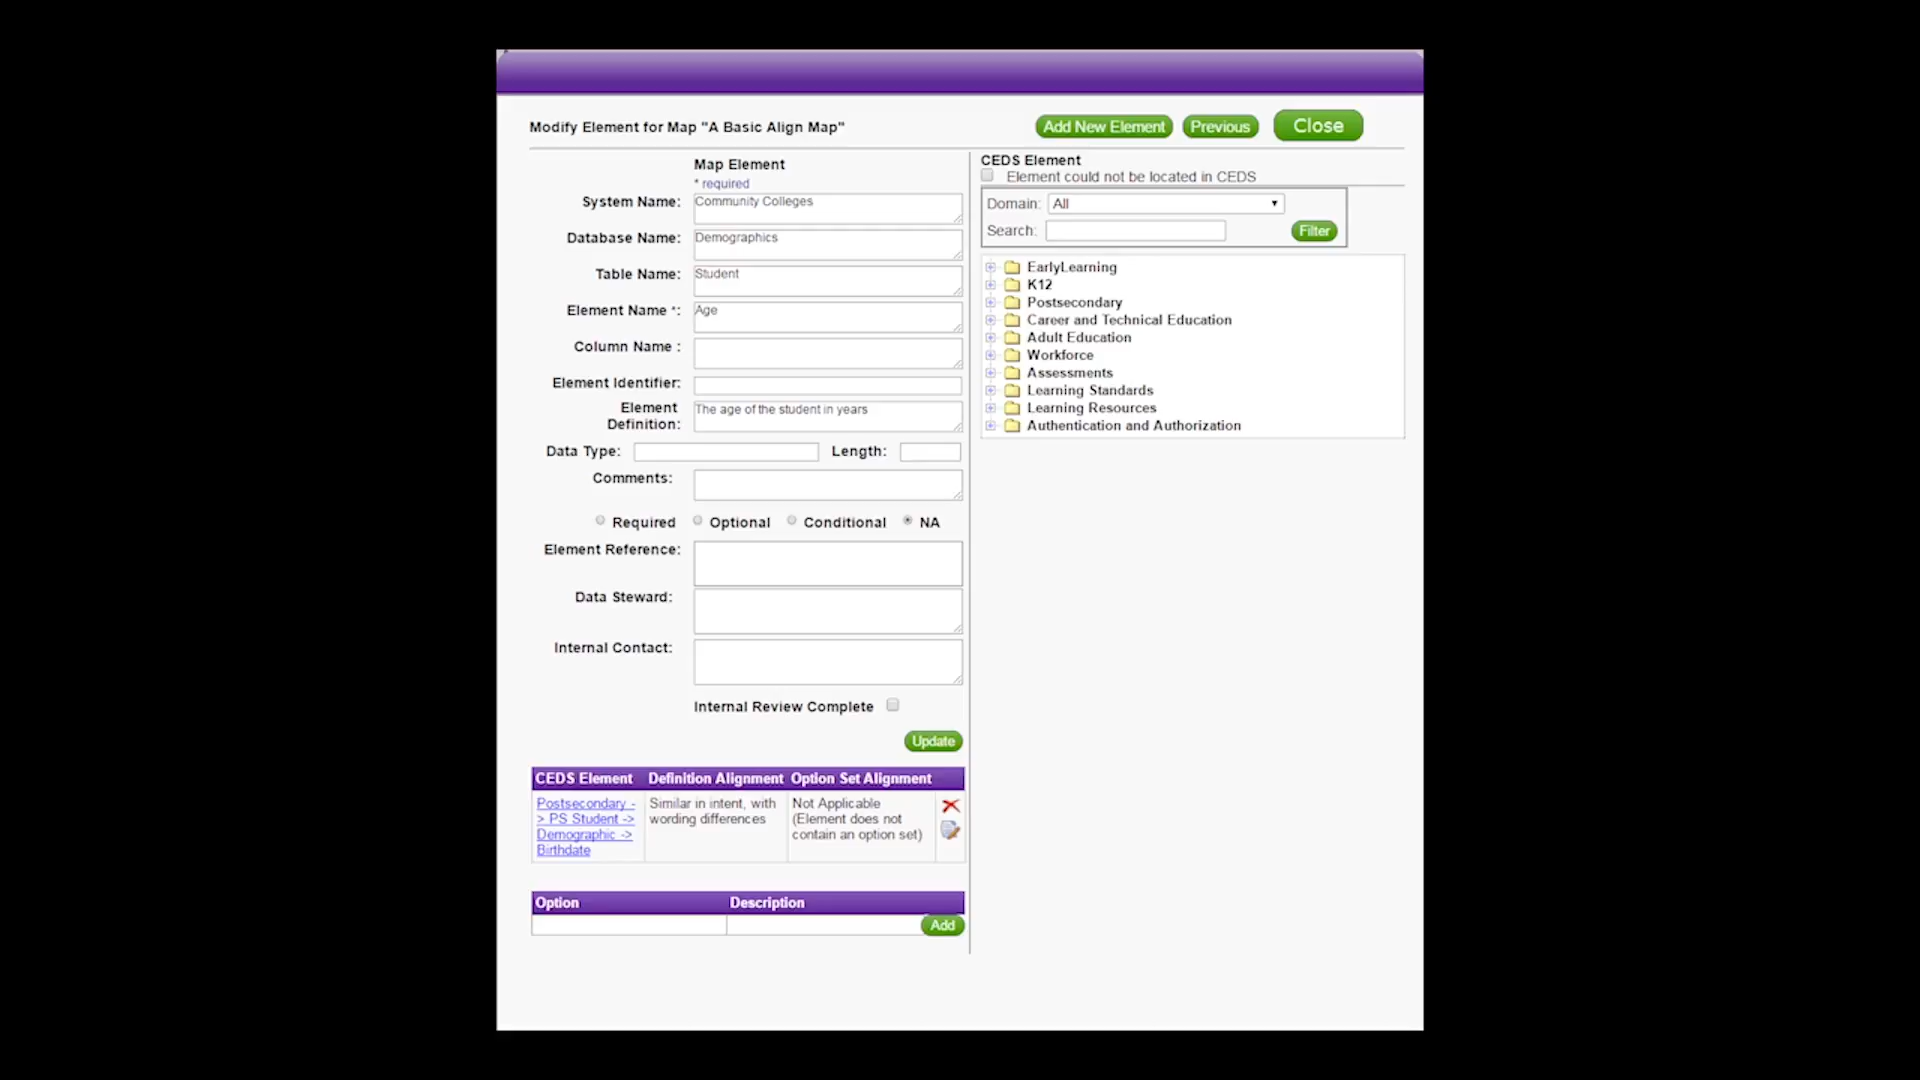 Modify Element for Map "A Basic Align Map"
Add New Element
Previous
Close
Map Element
* required
System Name:
Community Colleges
Database Name:
Demographics
Table Name:
Student
Element Name *:
Age
Column Name :
Element Identifier:
Element
Definition:
The age of the student in years
Data Type:
Length:
Comments:
Required
Optional
Conditional
NA
Element Reference:
Data Steward:
Internal Contact:
Internal Review Complete
Update
CEDS Element
Definition Alignment
Option Set Alignment
Postsecondary -
> PS Student ->
Demographic ->
Birthdate
Similar in intent, with
wording differences
Not Applicable
(Element does not
contain an option set)
Option
Description
Add
CEDS Element
Element could not be located in CEDS
Domain:
All
Search:
Filter
EarlyLearning
K12
Postsecondary
Career and Technical Education
Adult Education
Workforce
Assessments
Learning Standards
Learning Resources
Authentication and Authorization